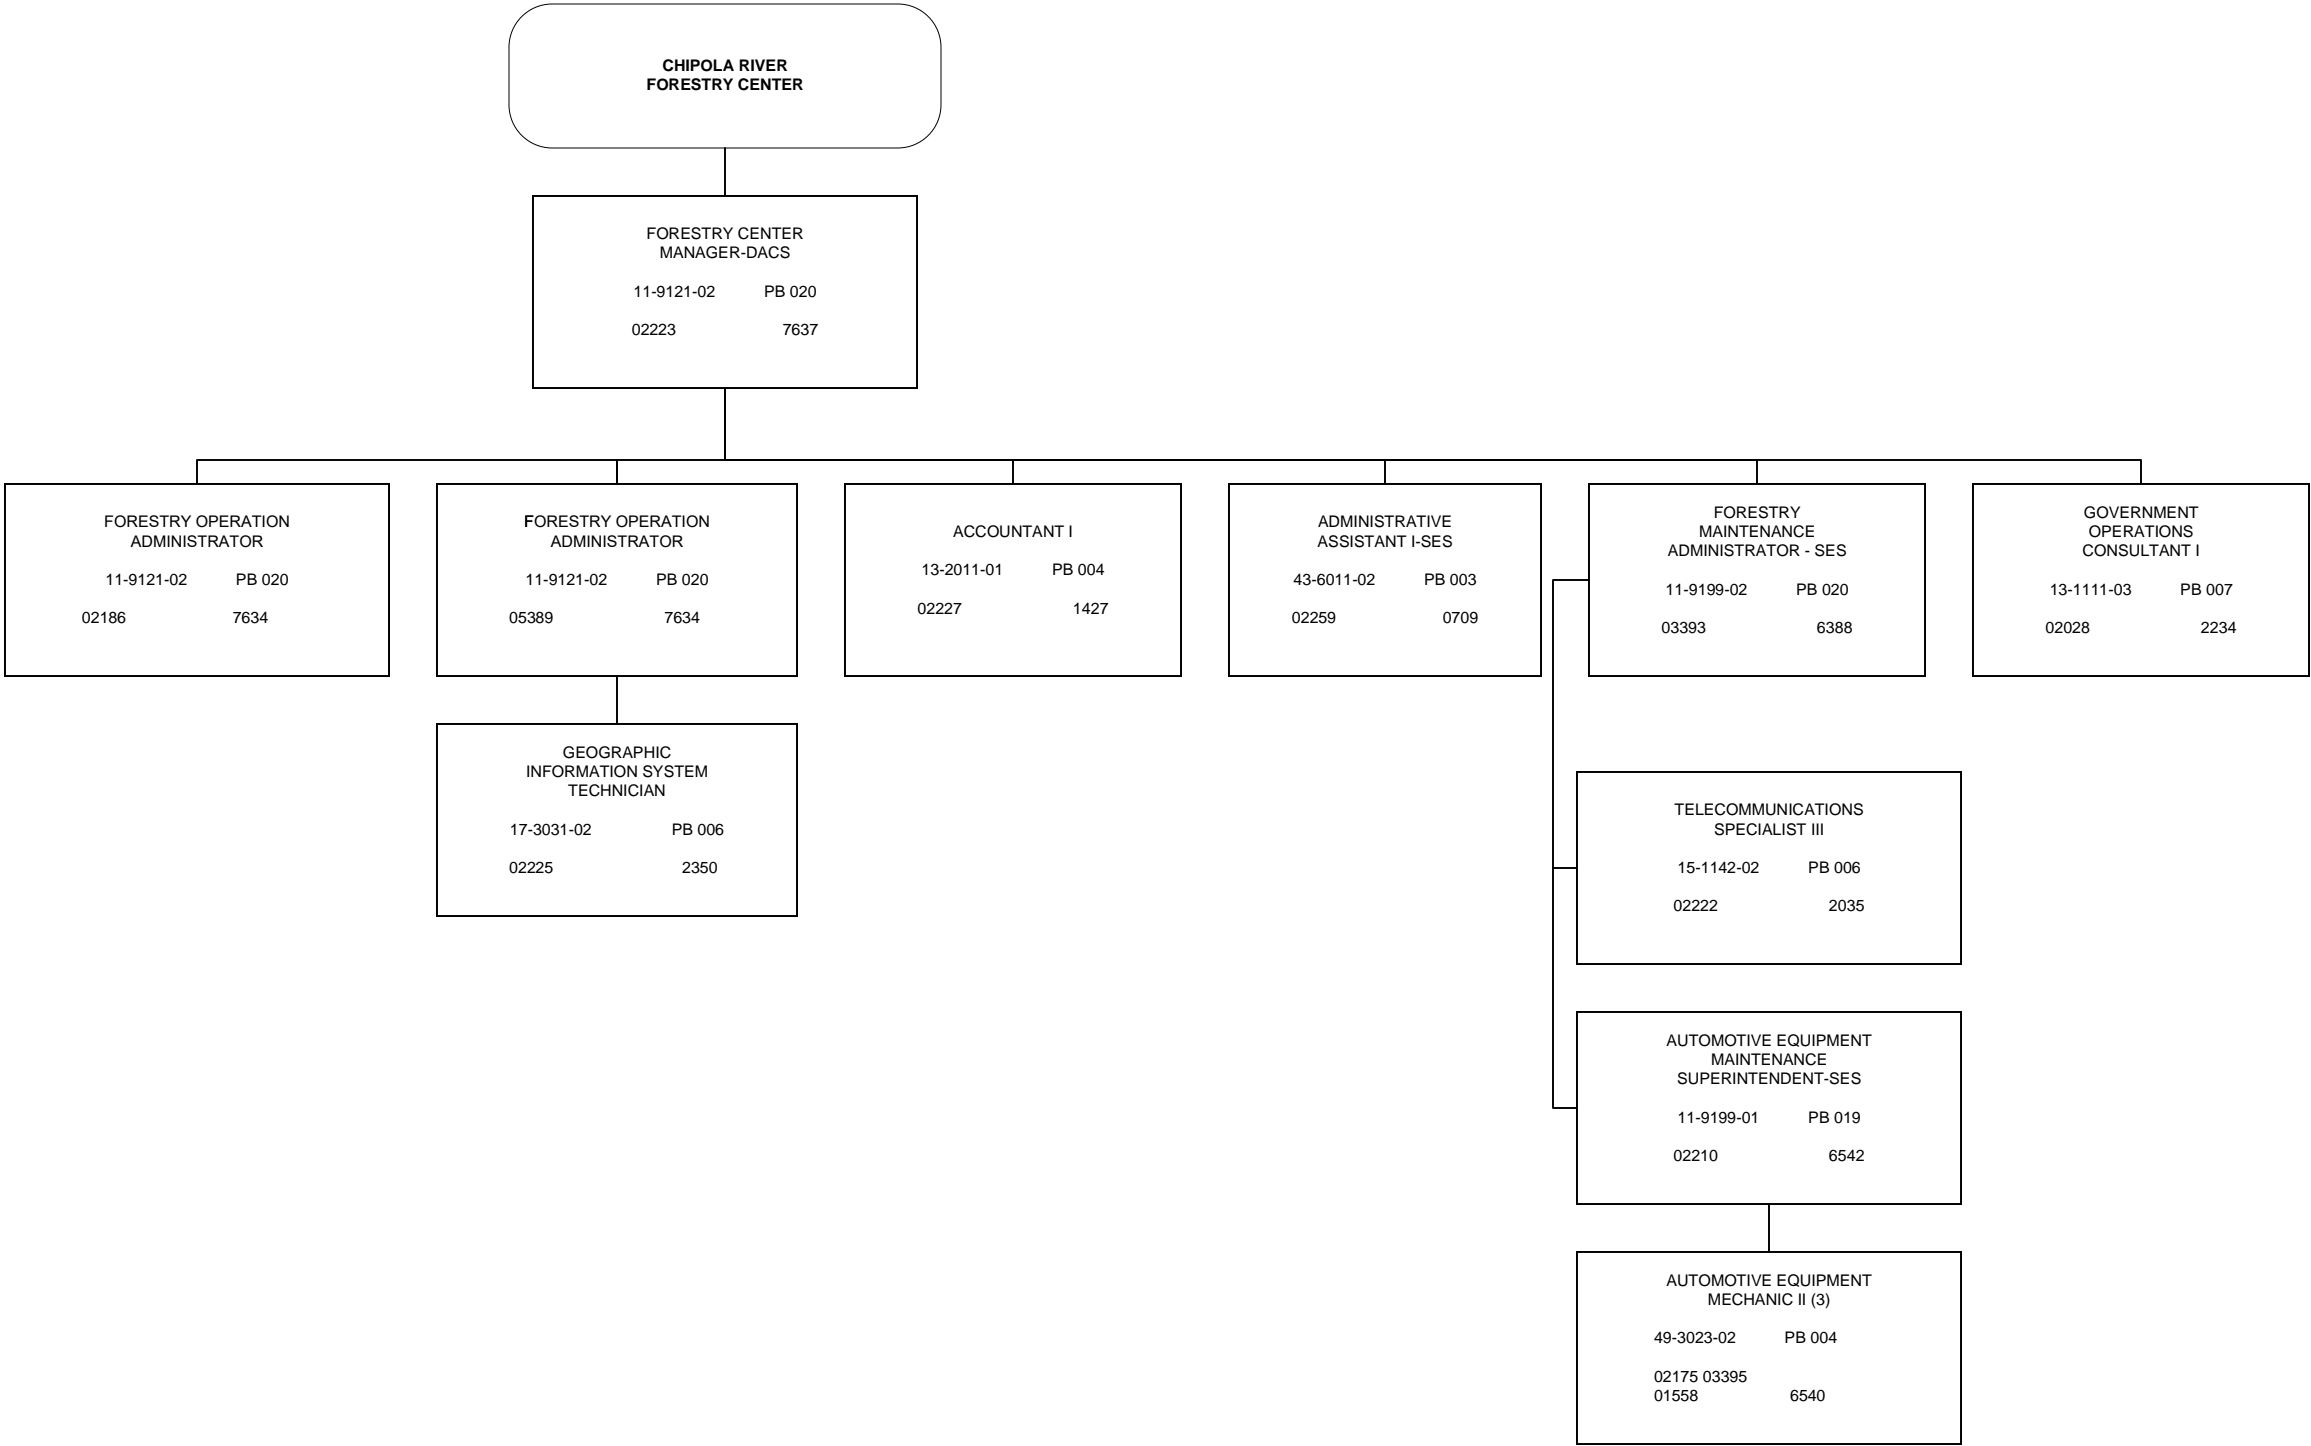 CHIPOLA RIVER
FORESTRY CENTER
FORESTRY CENTER
MANAGER-DACS
11-9121-02 PB 020
02223 7637
FORESTRY OPERATION
ADMINISTRATOR
11-9121-02 PB 020
02186 7634
FORESTRY OPERATION
ADMINISTRATOR
11-9121-02 PB 020
05389 7634
ACCOUNTANT I
13-2011-01 PB 004
02227 1427
ADMINISTRATIVE
ASSISTANT I-SES
43-6011-02 PB 003
02259 0709
FORESTRY
MAINTENANCE
ADMINISTRATOR - SES
11-9199-02 PB 020
03393 6388
GOVERNMENT
OPERATIONS
CONSULTANT I
13-1111-03 PB 007
02028 2234
GEOGRAPHIC
INFORMATION SYSTEM
TECHNICIAN
17-3031-02 PB 006
02225 2350
TELECOMMUNICATIONS
SPECIALIST III
15-1142-02 PB 006
02222 2035
AUTOMOTIVE EQUIPMENT
MAINTENANCE
SUPERINTENDENT-SES
11-9199-01 PB 019
02210 6542
AUTOMOTIVE EQUIPMENT
MECHANIC II (3)
49-3023-02 PB 004
02175 03395
01558 6540